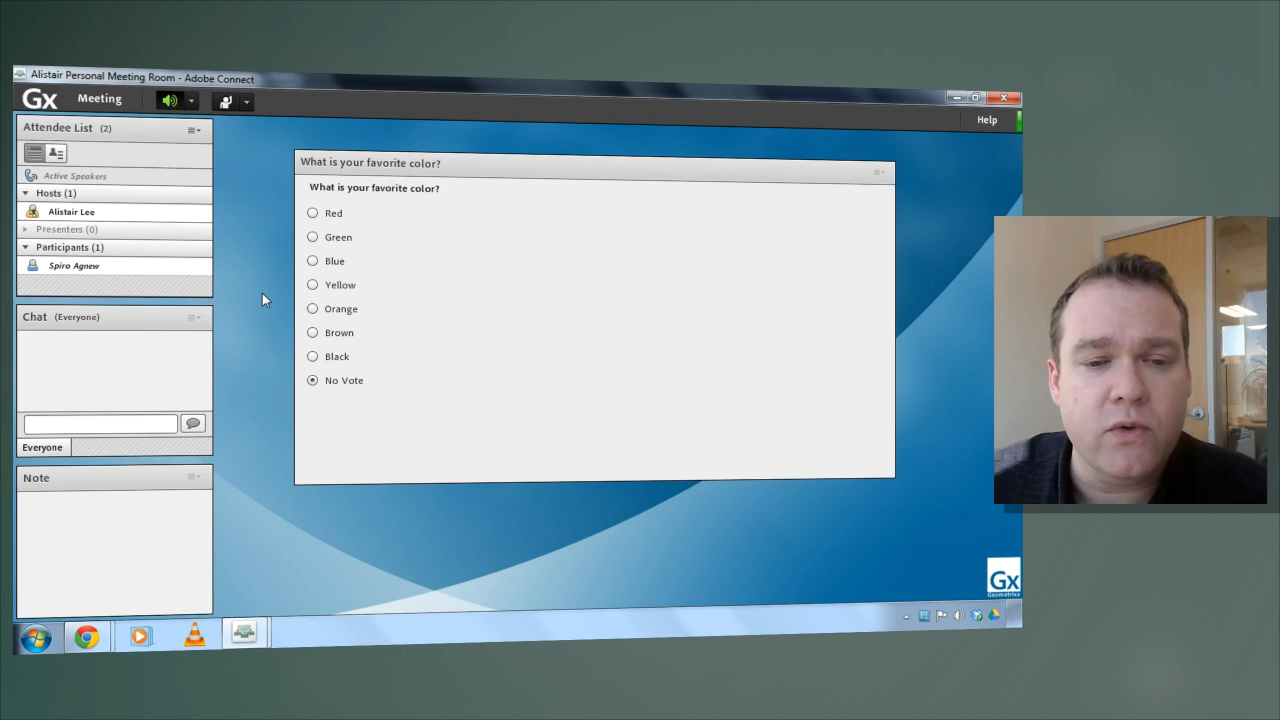 Alistair Personal Meeting Room - Adobe Connect
Gx Meeting
Help
Attendee List (2)
Active Speakers
Hosts (1)
Alistair Lee
Presenters (0)
Participants (1)
Spiro Agnew
Chat (Everyone)
Everyone
Note
What is your favorite color?
What is your favorite color?
Red
Green
Blue
Yellow
Orange
Brown
Black
No Vote
Gx
Geometrixx